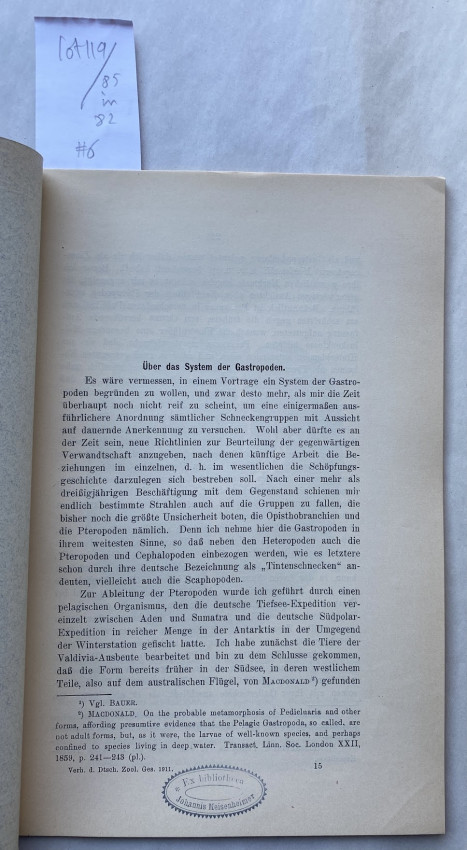 Lot 119/
85
in
82
#6
Über das System der Gastropoden.
Es wäre vermessen, in einem Vortrage ein System der Gastro-
poden begründen zu wollen, und zwar desto mehr, als mir die Zeit
überhaupt noch nicht reif zu scheint, um eine einigermaßen aus-
führlichere Anordnung sämtlicher Schneckengruppen mit Aussicht
auf dauernde Anerkennung zu versuchen. Wohl aber dürfte es an
der Zeit sein, neue Richtlinien zur Beurteilung der gegenwärtigen
Verwandtschaft anzugeben, nach denen künftige Arbeit die Be-
ziehungen im einzelnen, d. h. im wesentlichen die Schöpfungs-
geschichte darzulegen sich bestreben soll. Nach einer mehr als
dreißigjährigen Beschäftigung mit dem Gegenstand schienen mir
endlich bestimmte Strahlen auch auf die Gruppen zu fallen, die
bisher noch die größte Unsicherheit boten, die Opisthobranchien und
die Pteropoden nämlich. Denn ich nehme hier die Gastropoden in
ihrem weitesten Sinne, so daß neben den Heteropoden auch die
Pteropoden und Cephalopoden einbezogen werden, wie es letztere
schon durch ihre deutsche Bezeichnung als „Tintenschnecken“ an-
deuten, vielleicht auch die Scaphopoden.
Zur Ableitung der Pteropoden wurde ich geführt durch einen
pelagischen Organismus, den die deutsche Tiefsee-Expedition ver-
einzelt zwischen Aden und Sumatra und die deutsche Südpolar-
Expedition in reicher Menge in der Antarktis in der Umgegend
der Winterstation gefischt hatte. Ich habe zunächst die Tiere der
Valdivia-Ausbeute bearbeitet und bin zu dem Schlusse gekommen,
daß die Form bereits früher in der Südsee, in deren westlichem
Teile, also auf dem australischen Flügel, von MACDONALD ²) gefunden
¹) Vgl. BAUER.
²) MACDONALD. On the probable metamorphosis of Pedicluaria and other
forms, affording presumtive evidence that the Pelagic Gastropoda, so called, are
not adult forms, but, as it were, the larvae of well-known species, and perhaps
confined to species living in deep water. Transact. Linn. Soc. London XXII,
1859, p. 241—243 (pl.).
Verh. d. Dtsch. Zool. Ges. 1911.
15
Ex bibliotheca
Johannis Meisenheimer